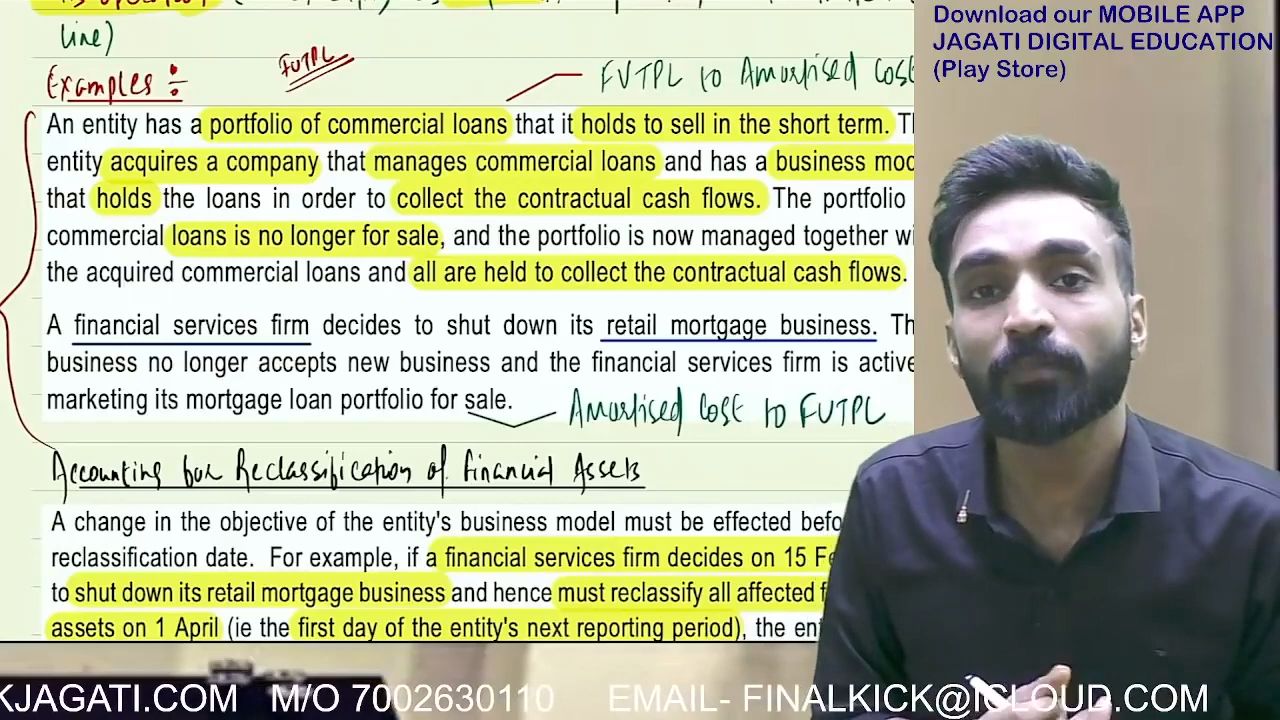 line)
Examples :-
FVTPL
FVTPL to Amortised Cost
An entity has a portfolio of commercial loans that it holds to sell in the short term.
entity acquires a company that manages commercial loans and has a business
that holds the loans in order to collect the contractual cash flows. The portfolio
commercial loans is no longer for sale, and the portfolio is now managed together
the acquired commercial loans and all are held to collect the contractual cash flows.
A financial services firm decides to shut down its retail mortgage business.
business no longer accepts new business and the financial services firm is
marketing its mortgage loan portfolio for sale.
Amortised Cost to FVTPL
Accounting for Reclassification of Financial Assets
A change in the objective of the entity's business model must be effected
reclassification date. For example, if a financial services firm decides on 15
to shut down its retail mortgage business and hence must reclassify all affected
assets on 1 April (ie the first day of the entity's next reporting period), the
Download our MOBILE APP
JAGATI DIGITAL EDUCATION
(Play Store)
KJAGATI.COM M/O 7002630110 EMAIL- FINALKICK@ICLOUD.COM